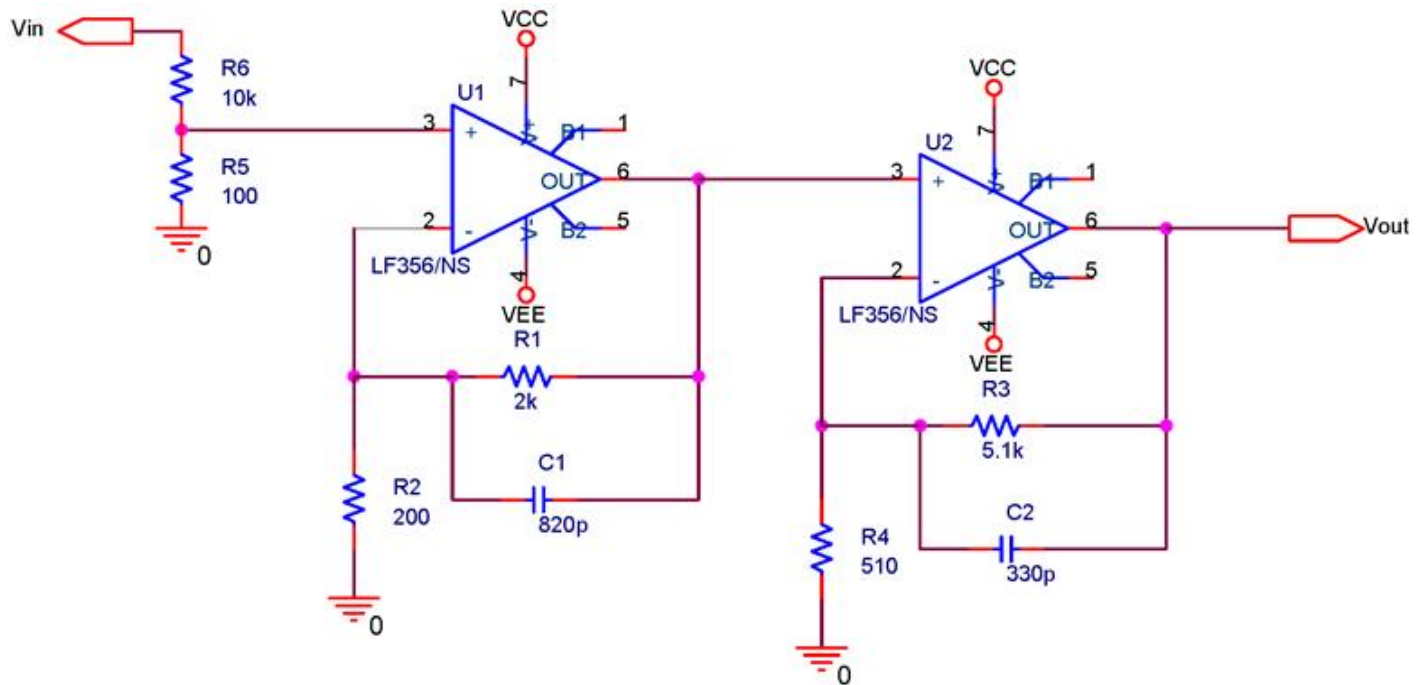 Vin
R6
10k
R5
100
0
VCC
7
U1
3
+
V+
B1
1
OUT
6
2
-
V-
B2
5
LF356/NS
4
VEE
R1
2k
C1
820p
R2
200
0
VCC
7
U2
3
+
V+
B1
1
OUT
6
Vout
2
-
V-
B2
5
LF356/NS
4
VEE
R3
5.1k
C2
330p
R4
510
0